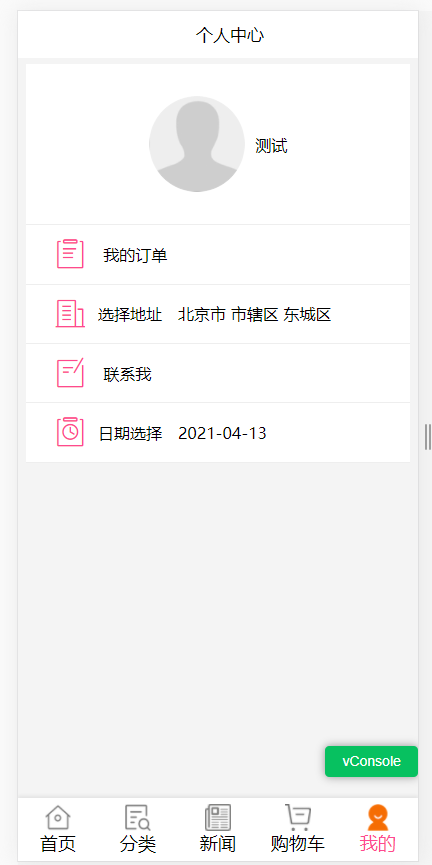 个人中心
测试
我的订单
选择地址 北京市 市辖区 东城区
联系我
日期选择 2021-04-13
vConsole
首页 分类 新闻 购物车 我的